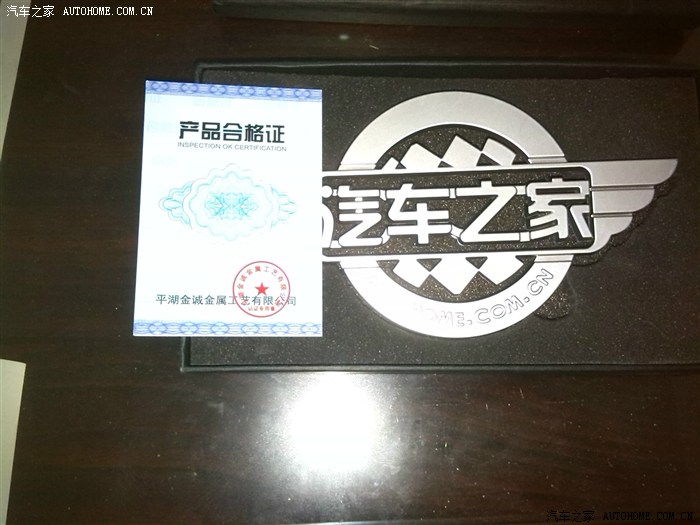 汽车之家 AUTOHOME.COM.CN
产品合格证
INSPECTION OK CERTIFICATION
平湖金诚金属工艺有限公司
汽车之家
HOME.COM.CN
汽车之家 AUTOHOME.COM.CN